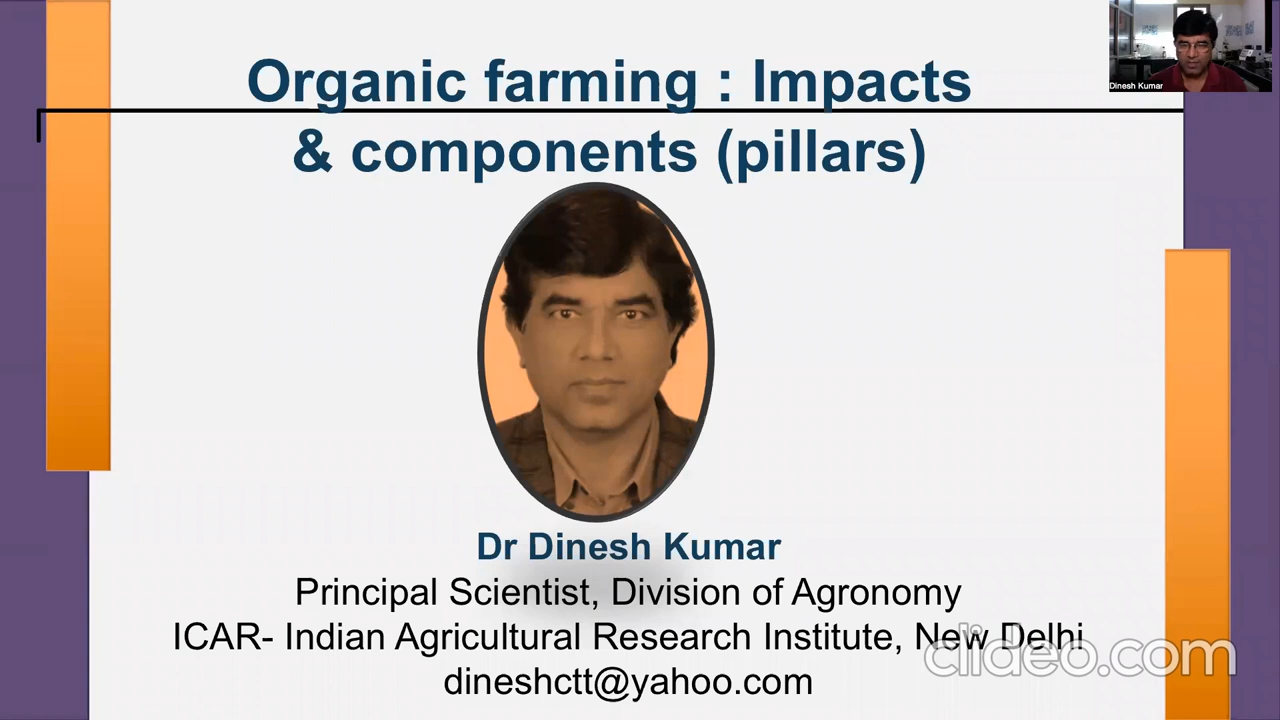 Organic farming : Impacts
& components (pillars)
Dinesh Kumar
Dr Dinesh Kumar
Principal Scientist, Division of Agronomy
ICAR- Indian Agricultural Research Institute, New Delhi
dineshctt@yahoo.com
clideo.com